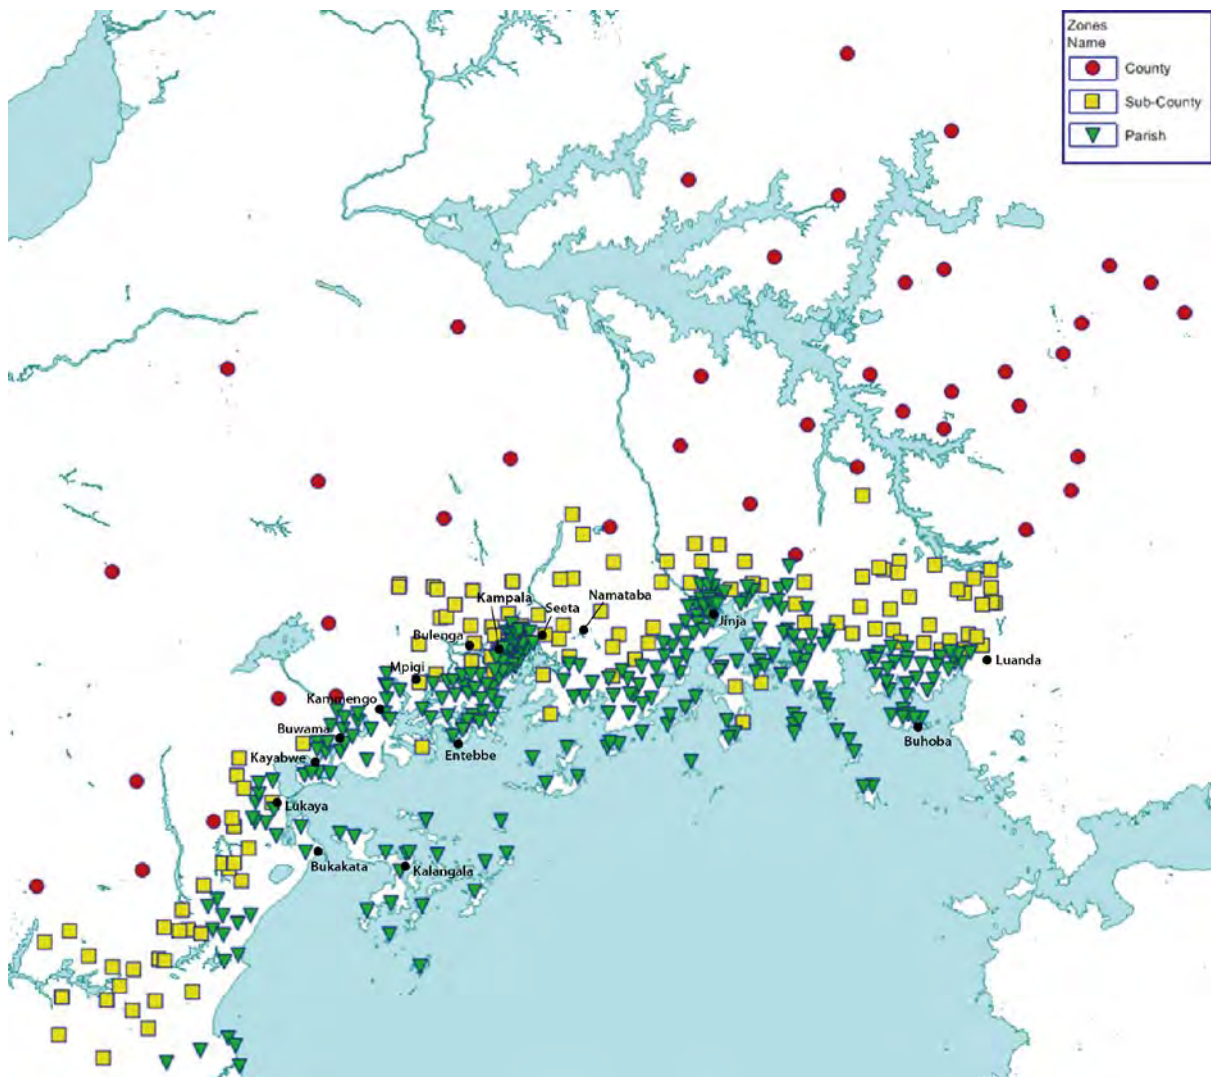 Zones
Name
County
Sub-County
Parish
Namataba
Kampala
Seeta
Jinja
Bulenga
Luanda
Mpigi
Kammengo
Buwama
Buhoba
Entebbe
Kayabwe
Lukaya
Bukakata
Kalangala